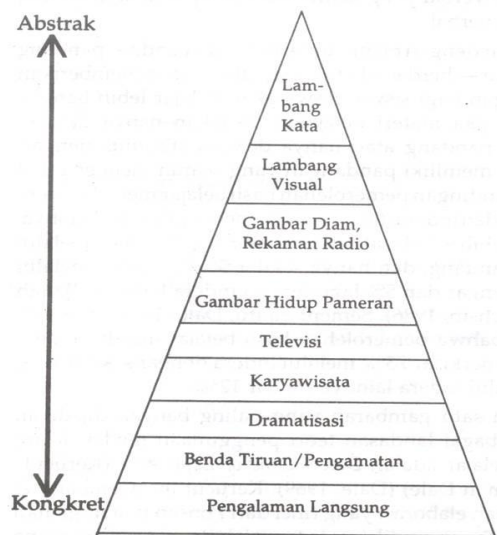 Abstrak
Lam-
bang
Kata
Lambang
Visual
Gambar Diam,
Rekaman Radio
Gambar Hidup Pameran
Televisi
Karyawisata
Dramatisasi
Benda Tiruan/Pengamatan
Pengalaman Langsung
Kongkret